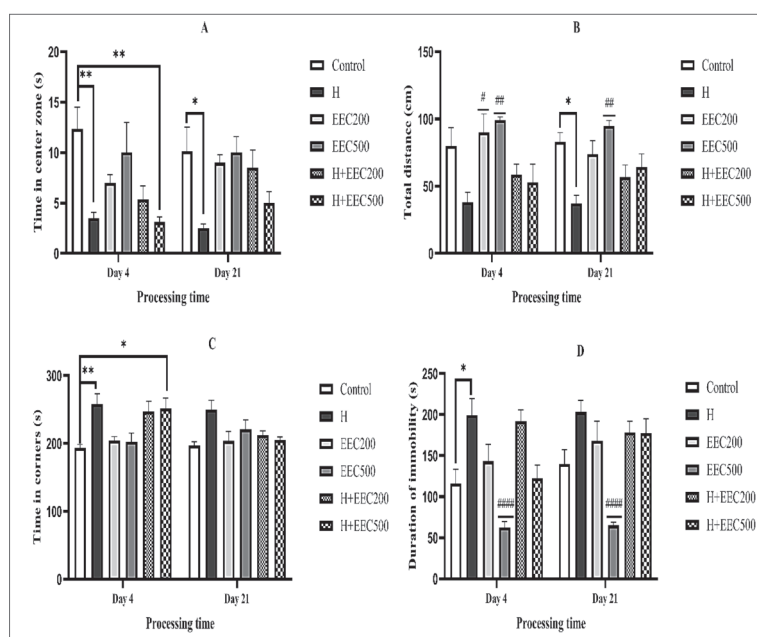 A
**
**
*
Time in center zone (s)
20
15
10
5
0
Day 4
Day 21
Processing time
Control
H
EEC200
EEC500
H+EEC200
H+EEC500
B
#
##
*
##
Total distance (cm)
150
100
50
0
Day 4
Day 21
Processing time
Control
H
EEC200
EEC500
H+EEC200
H+EEC500
C
*
**
Time in corners (s)
300
200
100
0
Day 4
Day 21
Processing time
Control
H
EEC200
EEC500
H+EEC200
H+EEC500
D
*
####
####
Duration of immobility (s)
250
200
150
100
50
0
Day 4
Day 21
Processing time
Control
H
EEC200
EEC500
H+EEC200
H+EEC500